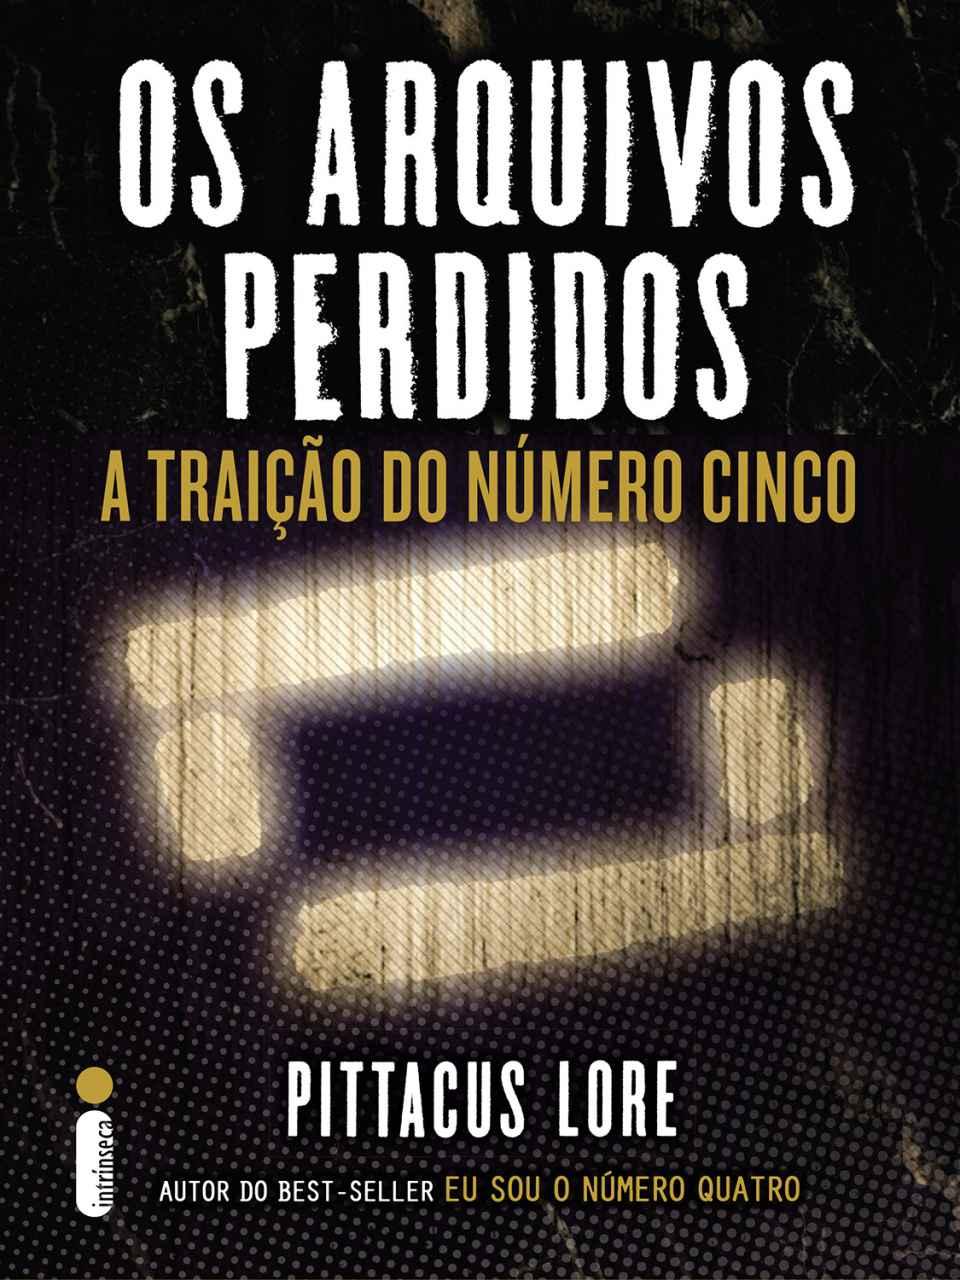 OS ARQUIVOS
PERDIDOS
A TRAIÇÃO DO NÚMERO CINCO
PITTACUS LORE
intrínseca
AUTOR DO BEST-SELLER EU SOU O NÚMERO QUATRO